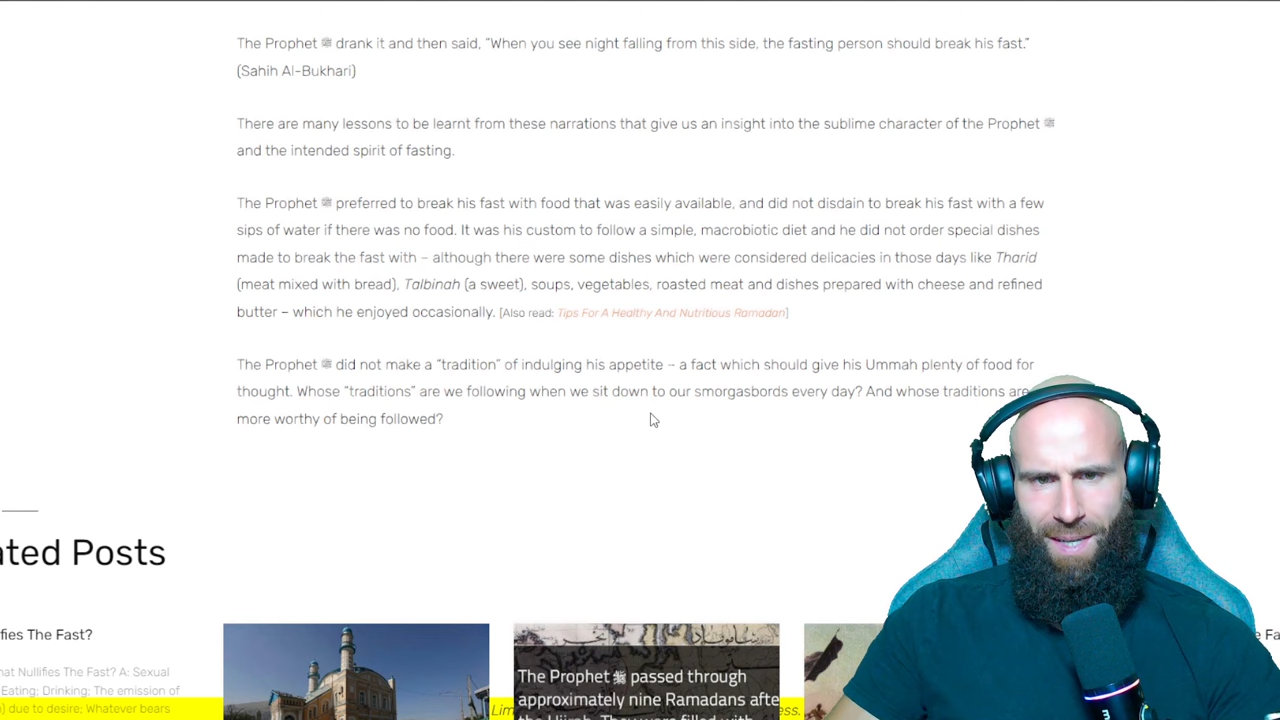 The Prophet ﷺ drank it and then said, “When you see night falling from this side, the fasting person should break his fast.”
(Sahih Al-Bukhari)
There are many lessons to be learnt from these narrations that give us an insight into the sublime character of the Prophet ﷺ
and the intended spirit of fasting.
The Prophet ﷺ preferred to break his fast with food that was easily available, and did not disdain to break his fast with a few
sips of water if there was no food. It was his custom to follow a simple, macrobiotic diet and he did not order special dishes
made to break the fast with – although there were some dishes which were considered delicacies in those days like Tharid
(meat mixed with bread), Talbinah (a sweet), soups, vegetables, roasted meat and dishes prepared with cheese and refined
butter – which he enjoyed occasionally. [Also read: Tips For A Healthy And Nutritious Ramadan]
The Prophet ﷺ did not make a “tradition” of indulging his appetite – a fact which should give his Ummah plenty of food for
thought. Whose “traditions” are we following when we sit down to our smorgasbords every day? And whose traditions are
more worthy of being followed?
ated Posts
fies The Fast?
hat Nullifies The Fast? A: Sexual
Eating; Drinking; The emission of
) due to desire; Whatever bears
The Prophet ﷺ passed through
approximately nine Ramadans afte
Lim
ss.
e Fa